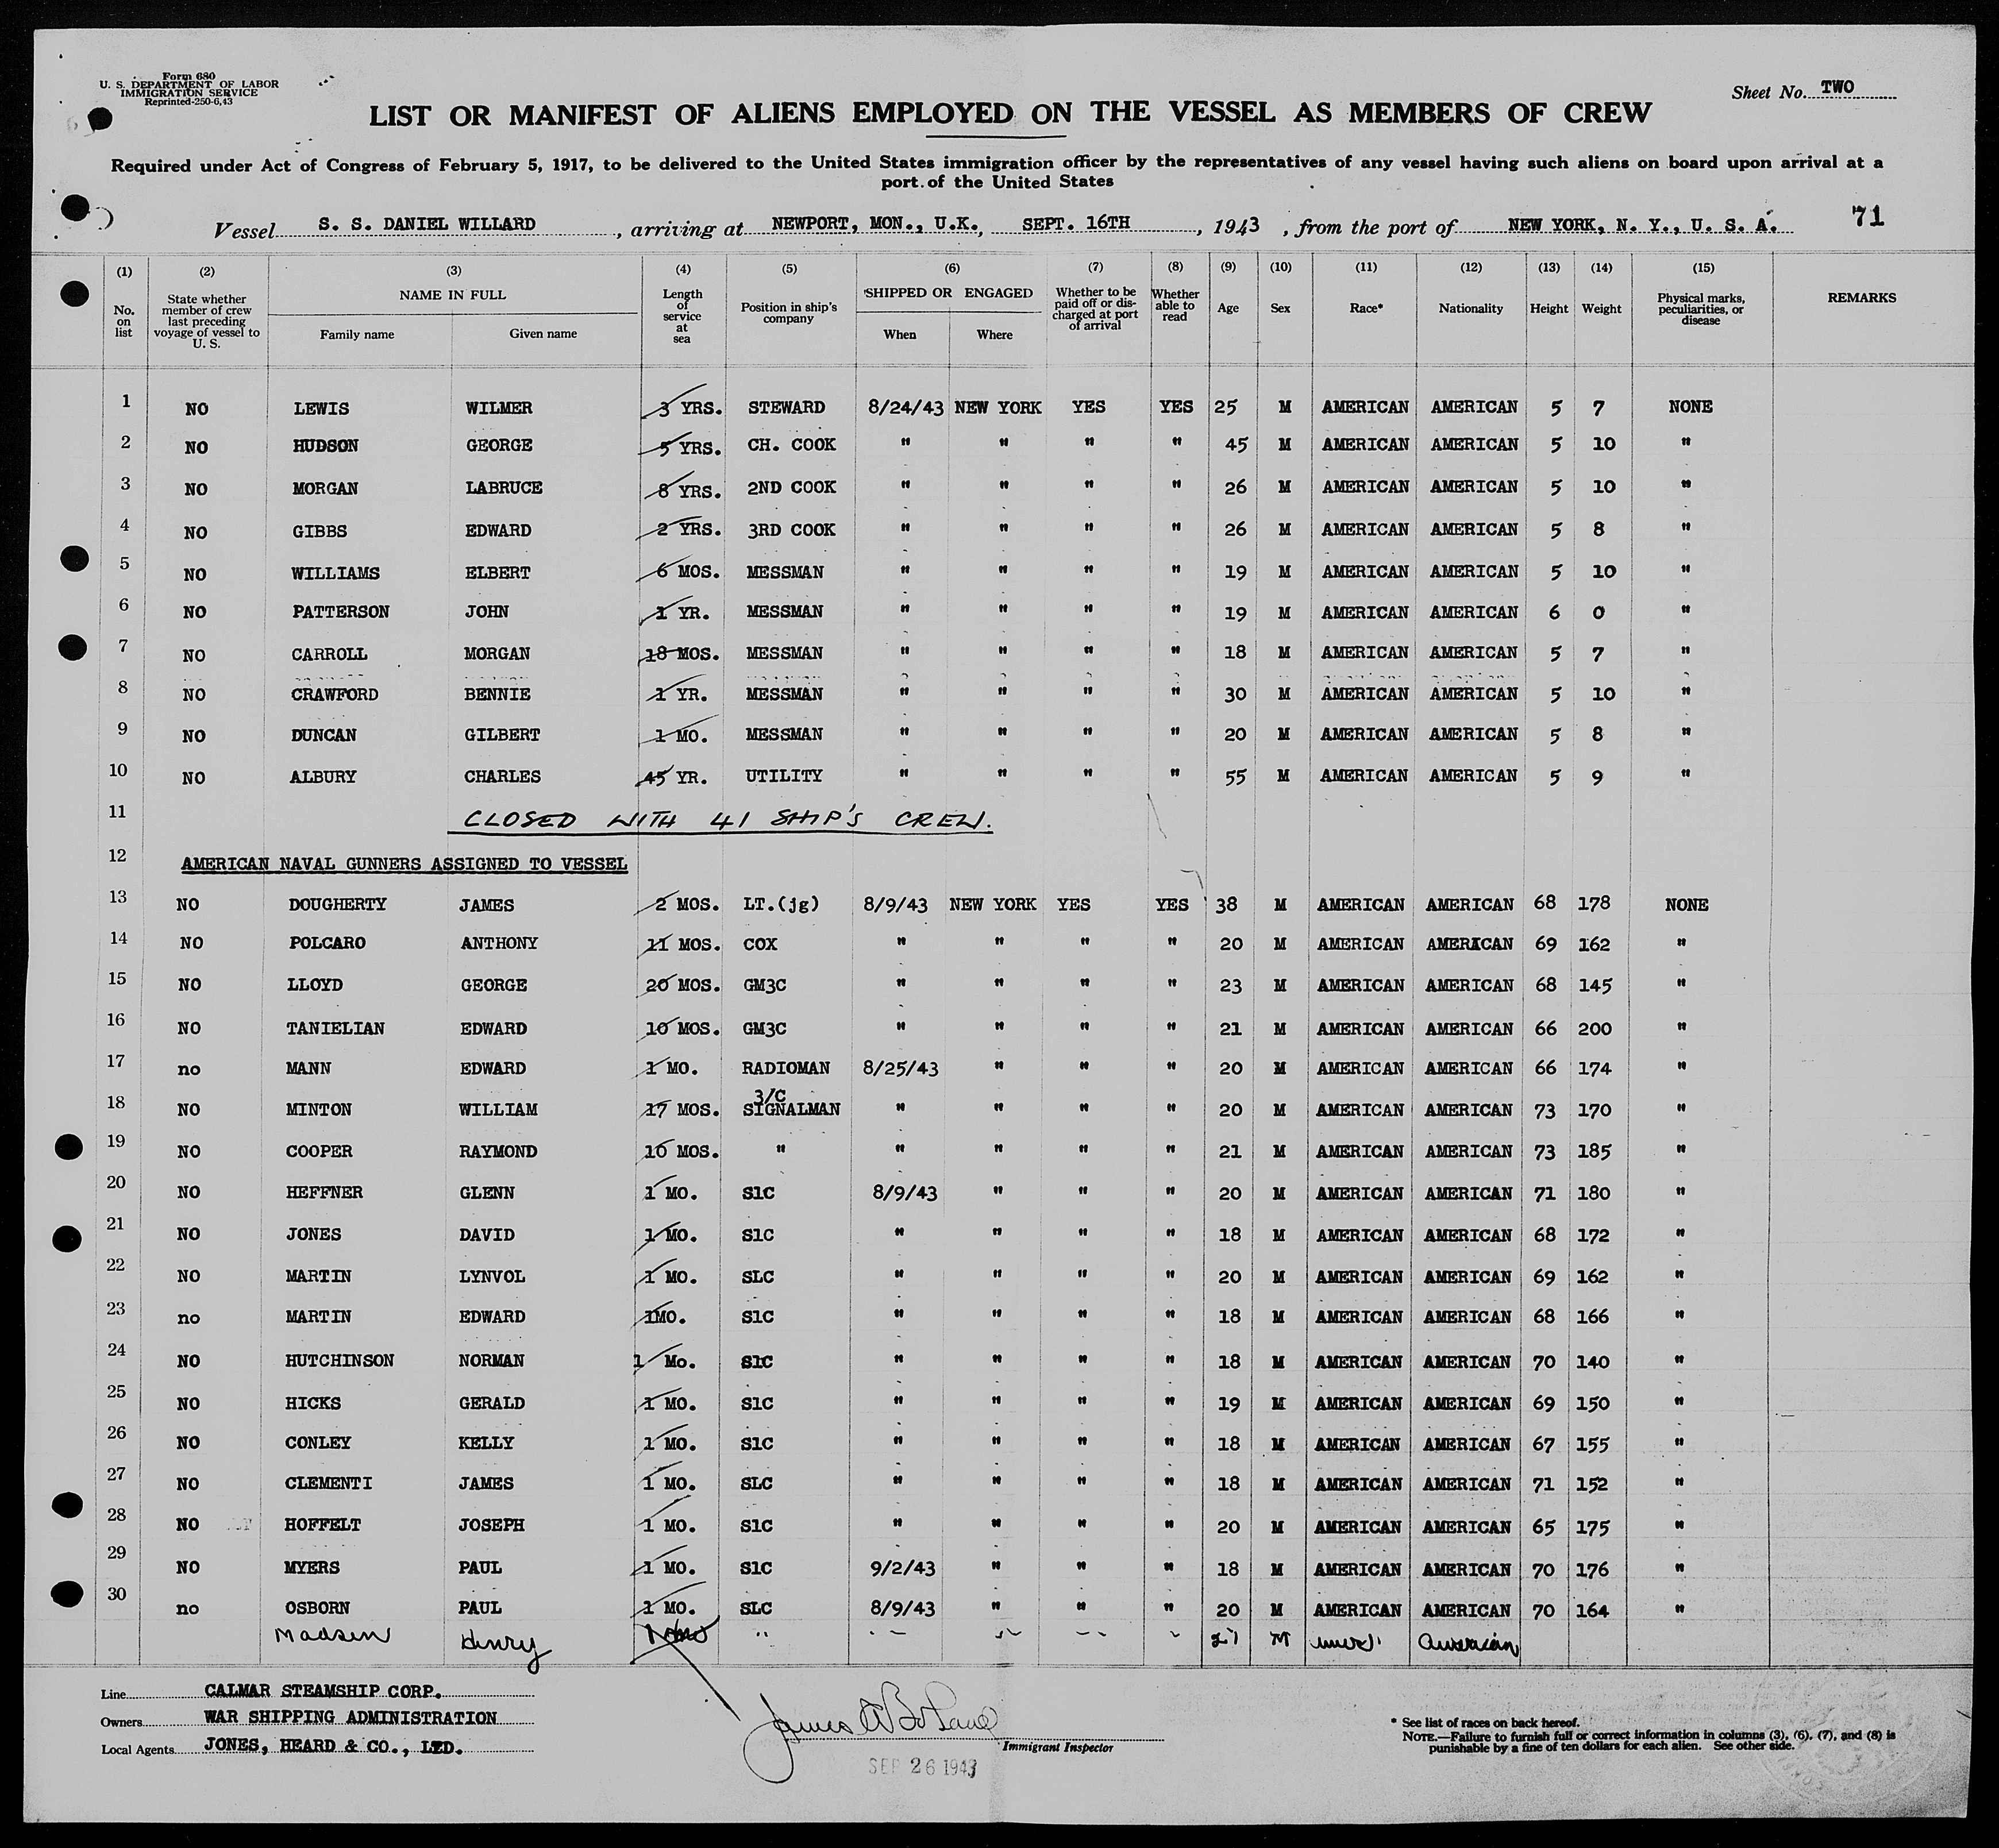 Form 680
U. S. DEPARTMENT OF LABOR
IMMIGRATION SERVICE
Reprinted-250-6,43
Sheet No. TWO
LIST OR MANIFEST OF ALIENS EMPLOYED ON THE VESSEL AS MEMBERS OF CREW
Required under Act of Congress of February 5, 1917, to be delivered to the United States immigration officer by the representatives of any vessel having such aliens on board upon arrival at a
port of the United States
Vessel S. S. DANIEL WILLARD, arriving at NEWPORT, MON., U.K., SEPT. 16TH, 1943, from the port of NEW YORK, N. Y., U. S. A. 71
(1) (2) (3) (4) (5) (6) (7) (8) (9) (10) (11) (12) (13) (14) (15)
No. on list State whether member of crew last preceding voyage of vessel to U. S. NAME IN FULL Family name Given name Length of service at sea Position in ship's company SHIPPED OR ENGAGED When Where Whether to be paid off or discharged at port of arrival Whether able to read Age Sex Race* Nationality Height Weight Physical marks, peculiarities, or disease REMARKS
1 NO LEWIS WILMER 3 YRS. STEWARD 8/24/43 NEW YORK YES YES 25 M AMERICAN AMERICAN 5 7 NONE
2 NO HUDSON GEORGE 5 YRS. CH. COOK " " " " 45 M AMERICAN AMERICAN 5 10 "
3 NO MORGAN LABRUCE 8 YRS. 2ND COOK " " " " 26 M AMERICAN AMERICAN 5 10 "
4 NO GIBBS EDWARD 2 YRS. 3RD COOK " " " " 26 M AMERICAN AMERICAN 5 8 "
5 NO WILLIAMS ELBERT 6 MOS. MESSMAN " " " " 19 M AMERICAN AMERICAN 5 10 "
6 NO PATTERSON JOHN 1 YR. MESSMAN " " " " 19 M AMERICAN AMERICAN 6 0 "
7 NO CARROLL MORGAN 18 MOS. MESSMAN " " " " 18 M AMERICAN AMERICAN 5 7 "
8 NO CRAWFORD BENNIE 1 YR. MESSMAN " " " " 30 M AMERICAN AMERICAN 5 10 "
9 NO DUNCAN GILBERT 1 MO. MESSMAN " " " " 20 M AMERICAN AMERICAN 5 8 "
10 NO ALBURY CHARLES 45 YR. UTILITY " " " " 55 M AMERICAN AMERICAN 5 9 "
11 CLOSED WITH 41 SHIP'S CREW.
12 AMERICAN NAVAL GUNNERS ASSIGNED TO VESSEL
13 NO DOUGHERTY JAMES 2 MOS. LT.(jg) 8/9/43 NEW YORK YES YES 38 M AMERICAN AMERICAN 68 178 NONE
14 NO POLCARO ANTHONY 11 MOS. COX " " " " 20 M AMERICAN AMERICAN 69 162 "
15 NO LLOYD GEORGE 20 MOS. GM3C " " " " 23 M AMERICAN AMERICAN 68 145 "
16 NO TANIELIAN EDWARD 10 MOS. GM3C " " " " 21 M AMERICAN AMERICAN 66 200 "
17 no MANN EDWARD 1 MO. RADIOMAN 8/25/43 " " " 20 M AMERICAN AMERICAN 66 174 "
18 NO MINTON WILLIAM 17 MOS. 3/C SIGNALMAN " " " " 20 M AMERICAN AMERICAN 73 170 "
19 NO COOPER RAYMOND 10 MOS. " " " " " 21 M AMERICAN AMERICAN 73 185 "
20 NO HEFFNER GLENN 1 MO. S1C 8/9/43 " " " 20 M AMERICAN AMERICAN 71 180 "
21 NO JONES DAVID 1 MO. S1C " " " " 18 M AMERICAN AMERICAN 68 172 "
22 NO MARTIN LYNVOL 1 MO. SLC " " " " 20 M AMERICAN AMERICAN 69 162 "
23 no MARTIN EDWARD 1MO. S1C " " " " 18 M AMERICAN AMERICAN 68 166 "
24 NO HUTCHINSON NORMAN 1 Mo. S1C " " " " 18 M AMERICAN AMERICAN 70 140 "
25 NO HICKS GERALD 1 MO. S1C " " " " 19 M AMERICAN AMERICAN 69 150 "
26 NO CONLEY KELLY 1 MO. S1C " " " " 18 M AMERICAN AMERICAN 67 155 "
27 NO CLEMENTI JAMES 1 MO. SLC " " " " 18 M AMERICAN AMERICAN 71 152 "
28 NO HOFFELT JOSEPH 1 MO. S1C " " " " 20 M AMERICAN AMERICAN 65 175 "
29 NO MYERS PAUL 1 MO. S1C 9/2/43 " " " 18 M AMERICAN AMERICAN 70 176 "
30 no OSBORN PAUL 1 MO. SLC 8/9/43 " " " 20 M AMERICAN AMERICAN 70 164 "
Madsen Henry 1 mo " " " " " M American
Line CALMAR STEAMSHIP CORP.
Owners WAR SHIPPING ADMINISTRATION
Local Agents JONES, HEARD & CO., LTD.
James
Immigrant Inspector
SEP 26 1943
* See list of races on back hereof.
NOTE.—Failure to furnish full or correct information in columns (3), (6), (7), and (8) is
punishable by a fine of ten dollars for each alien. See other side.